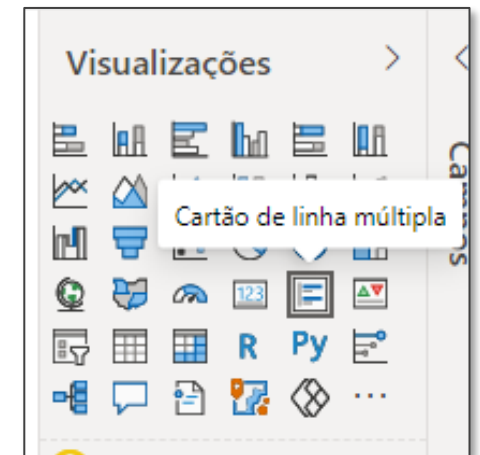 Visualizações
Cartão de linha múltipla
Campos
123
R Py